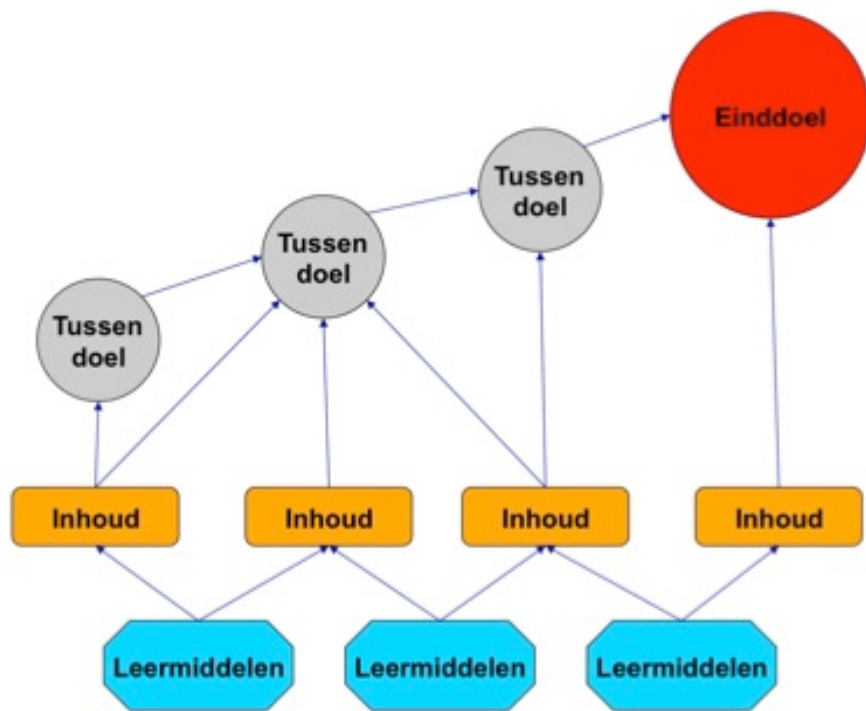 Einddoel
Tussen
doel
Tussen
doel
Tussen
doel
Inhoud
Inhoud
Inhoud
Inhoud
Leermiddelen
Leermiddelen
Leermiddelen